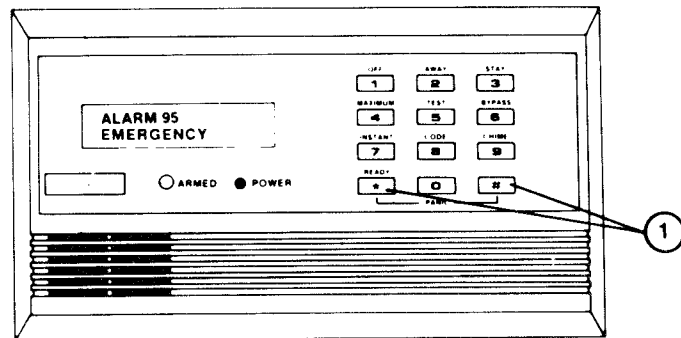 OFF AWAY STAY
1 2 3
MAXIMUM TEST BYPASS
4 5 6
ALARM 95
EMERGENCY
INSTANT CODE CHIME
7 8 9
READY
* 0 #
ARMED POWER
PANIC
1